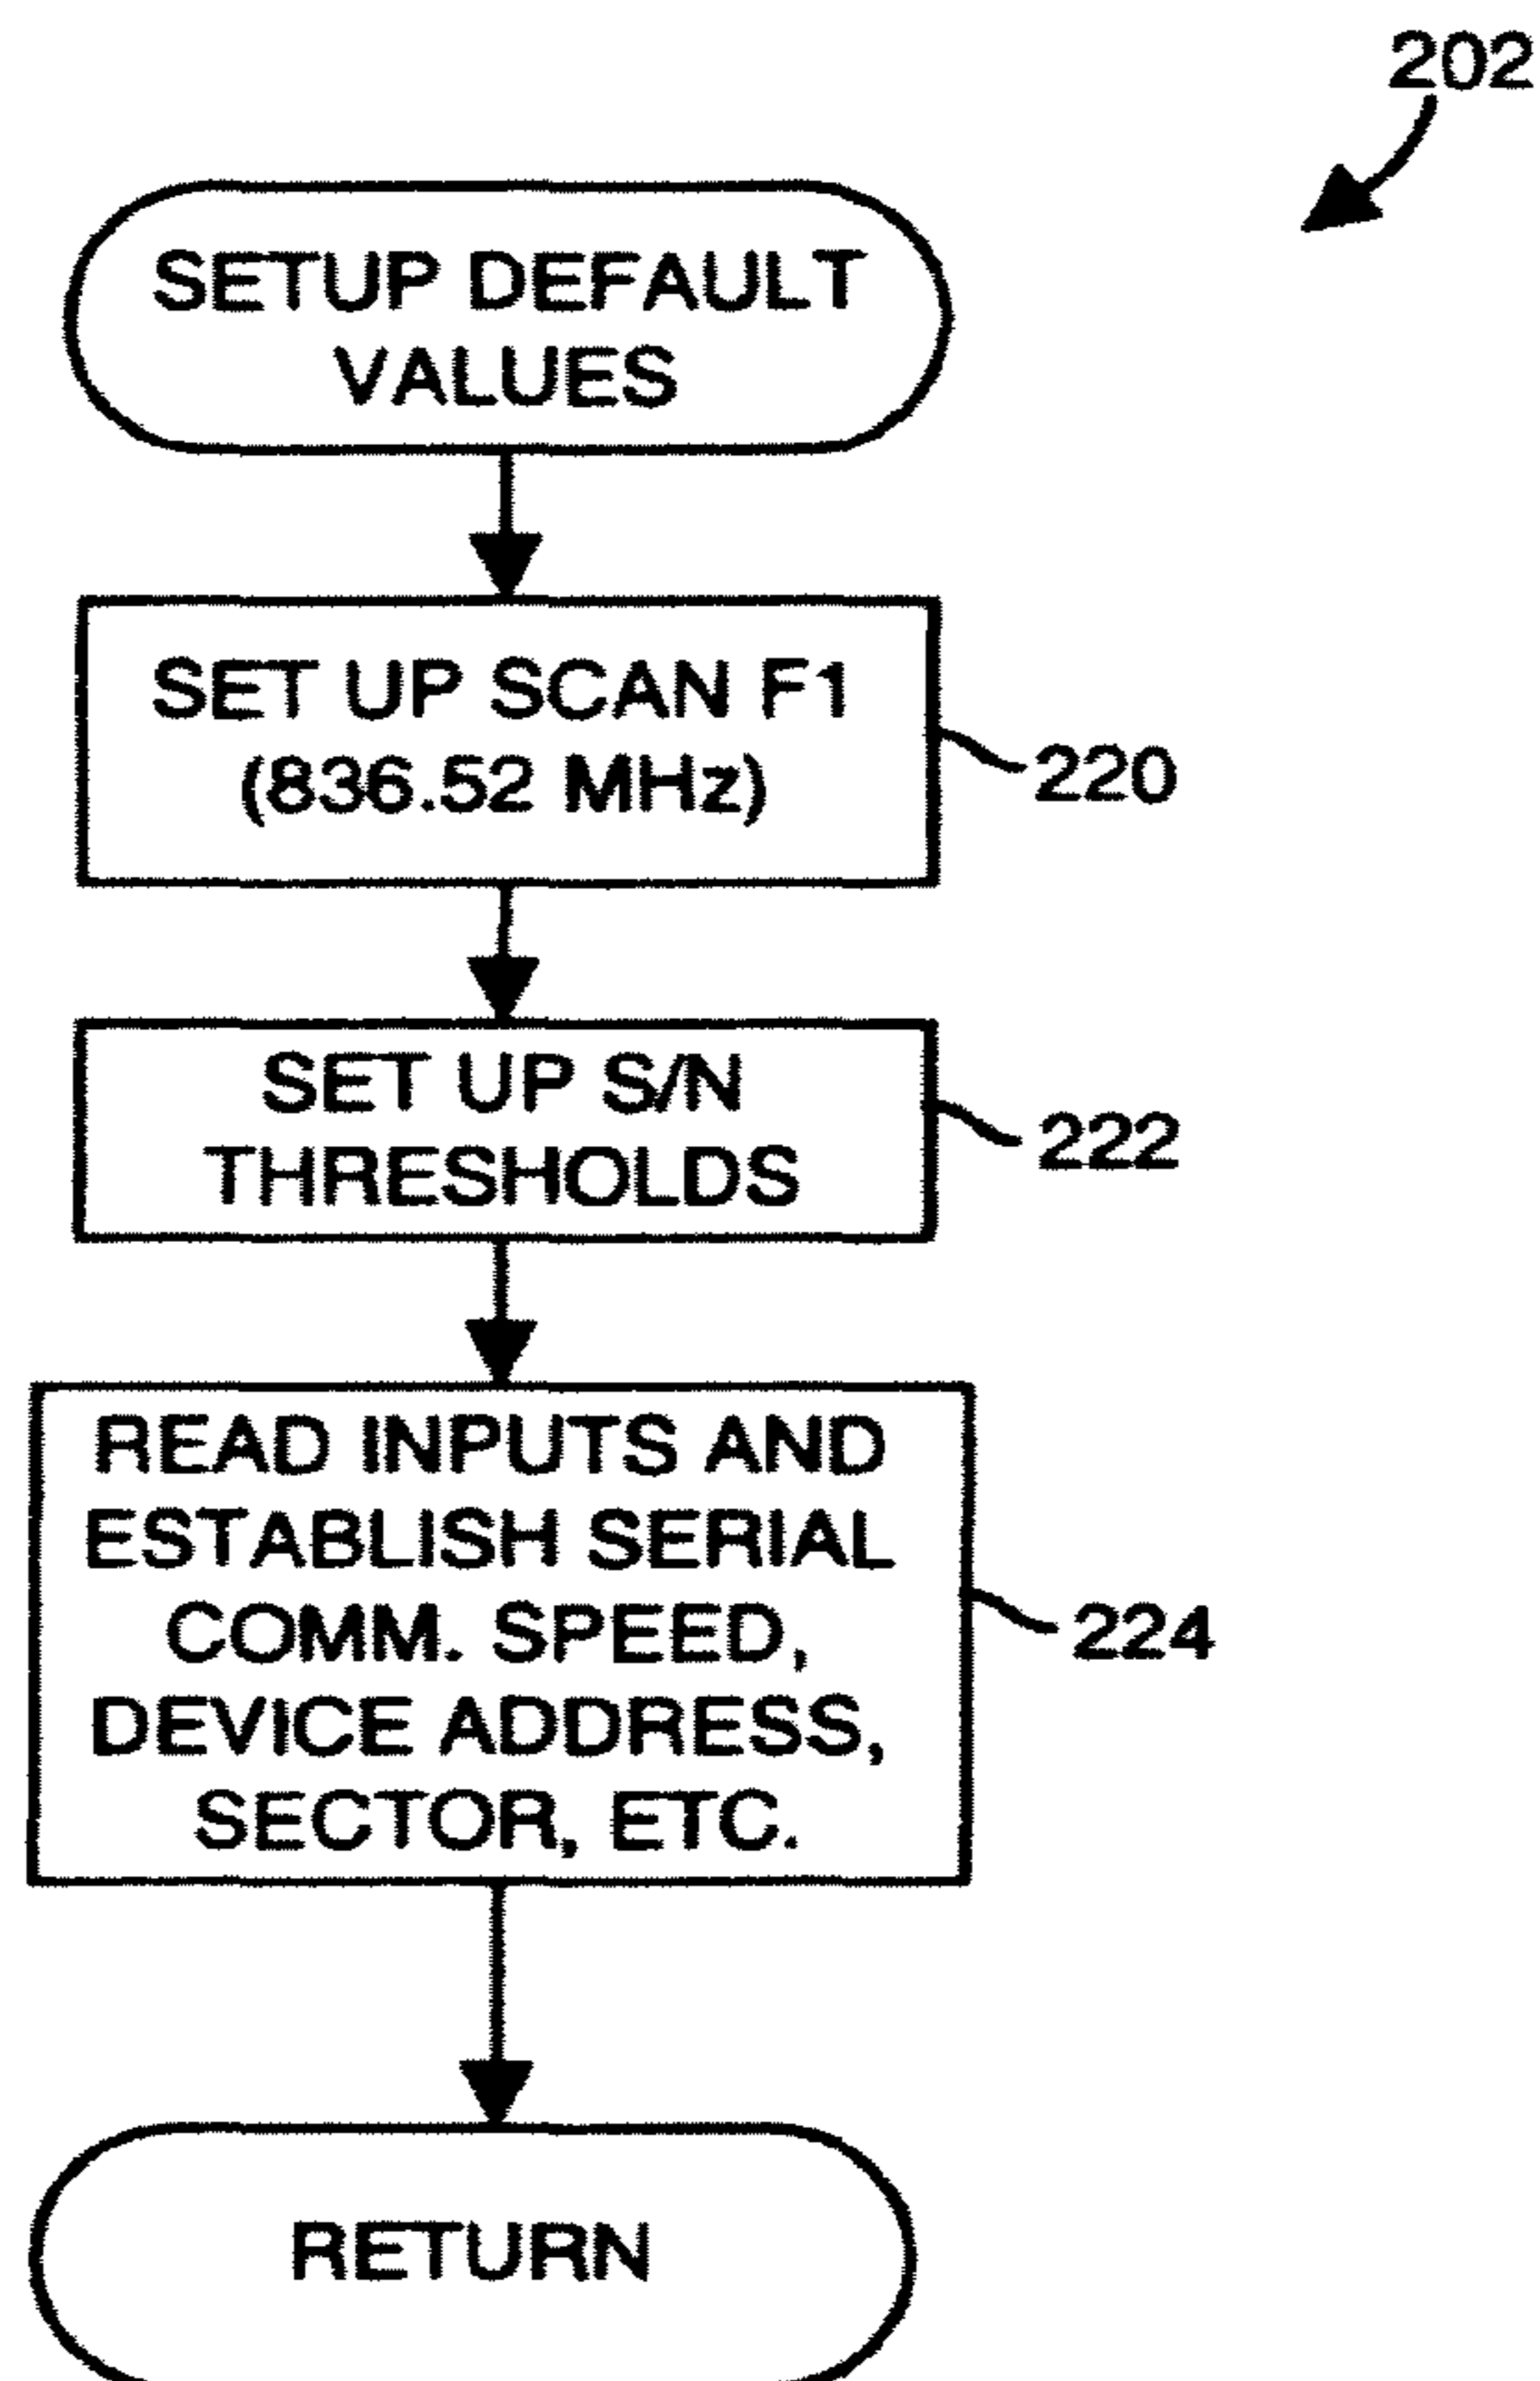 202
SETUP DEFAULT
VALUES
SET UP SCAN F1
(836.52 MHz)
220
SET UP S/N
THRESHOLDS
222
READ INPUTS AND
ESTABLISH SERIAL
COMM. SPEED,
DEVICE ADDRESS,
SECTOR, ETC.
224
RETURN